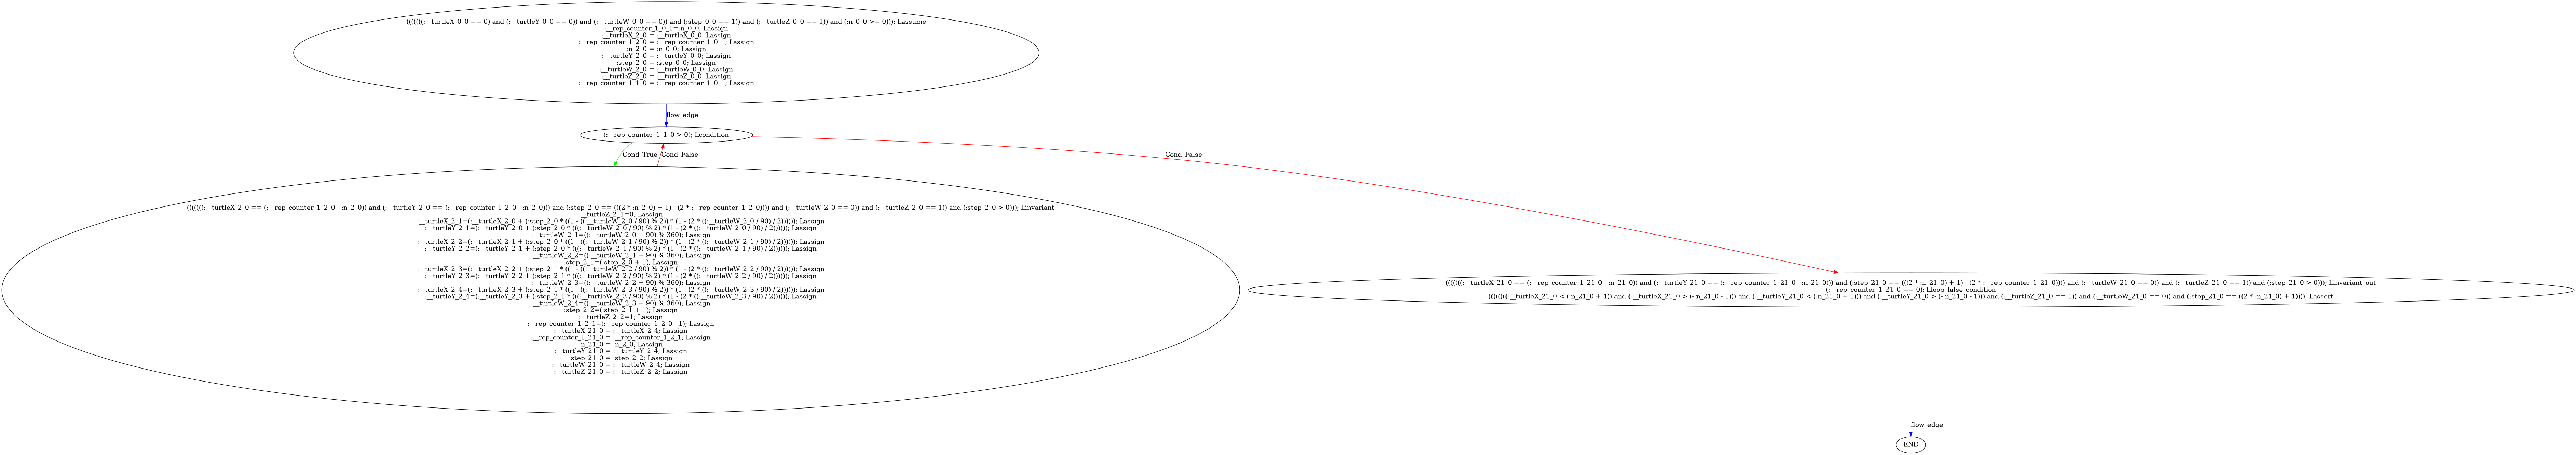 (((((((:__turtleX_0_0 == 0) and (:__turtleY_0_0 == 0)) and (:__turtleW_0_0 == 0)) and (:step_0_0 == 1)) and (:__turtleZ_0_0 == 1)) and (:n_0_0 >= 0))); Lassume
:__rep_counter_1_0_1=:n_0_0; Lassign
:__turtleX_2_0 = :__turtleX_0_0; Lassign
:__rep_counter_1_2_0 = :__rep_counter_1_0_1; Lassign
:n_2_0 = :n_0_0; Lassign
:__turtleY_2_0 = :__turtleY_0_0; Lassign
:step_2_0 = :step_0_0; Lassign
:__turtleW_2_0 = :__turtleW_0_0; Lassign
:__turtleZ_2_0 = :__turtleZ_0_0; Lassign
:__rep_counter_1_1_0 = :__rep_counter_1_0_1; Lassign
flow_edge
(:__rep_counter_1_1_0 > 0); Lcondition
Cond_True
Cond_False
Cond_False
(((((((:__turtleX_2_0 == (:__rep_counter_1_2_0 - :n_2_0)) and (:__turtleY_2_0 == (:__rep_counter_1_2_0 - :n_2_0))) and (:step_2_0 == (((2 * :n_2_0) + 1) - (2 * :__rep_counter_1_2_0)))) and (:__turtleW_2_0 == 0)) and (:__turtleZ_2_0 == 1)) and (:step_2_0 > 0))); Linvariant
:__turtleZ_2_1=0; Lassign
:__turtleX_2_1=(:__turtleX_2_0 + (:step_2_0 * ((1 - ((:__turtleW_2_0 / 90) % 2)) * (1 - (2 * ((:__turtleW_2_0 / 90) / 2)))))); Lassign
:__turtleY_2_1=(:__turtleY_2_0 + (:step_2_0 * (((:__turtleW_2_0 / 90) % 2) * (1 - (2 * ((:__turtleW_2_0 / 90) / 2)))))); Lassign
:__turtleW_2_1=((:__turtleW_2_0 + 90) % 360); Lassign
:__turtleX_2_2=(:__turtleX_2_1 + (:step_2_0 * ((1 - ((:__turtleW_2_1 / 90) % 2)) * (1 - (2 * ((:__turtleW_2_1 / 90) / 2)))))); Lassign
:__turtleY_2_2=(:__turtleY_2_1 + (:step_2_0 * (((:__turtleW_2_1 / 90) % 2) * (1 - (2 * ((:__turtleW_2_1 / 90) / 2)))))); Lassign
:__turtleW_2_2=((:__turtleW_2_1 + 90) % 360); Lassign
:step_2_1=(:step_2_0 + 1); Lassign
:__turtleX_2_3=(:__turtleX_2_2 + (:step_2_1 * ((1 - ((:__turtleW_2_2 / 90) % 2)) * (1 - (2 * ((:__turtleW_2_2 / 90) / 2)))))); Lassign
:__turtleY_2_3=(:__turtleY_2_2 + (:step_2_1 * (((:__turtleW_2_2 / 90) % 2) * (1 - (2 * ((:__turtleW_2_2 / 90) / 2)))))); Lassign
:__turtleW_2_3=((:__turtleW_2_2 + 90) % 360); Lassign
:__turtleX_2_4=(:__turtleX_2_3 + (:step_2_1 * ((1 - ((:__turtleW_2_3 / 90) % 2)) * (1 - (2 * ((:__turtleW_2_3 / 90) / 2)))))); Lassign
:__turtleY_2_4=(:__turtleY_2_3 + (:step_2_1 * (((:__turtleW_2_3 / 90) % 2) * (1 - (2 * ((:__turtleW_2_3 / 90) / 2)))))); Lassign
:__turtleW_2_4=((:__turtleW_2_3 + 90) % 360); Lassign
:step_2_2=(:step_2_1 + 1); Lassign
:__turtleZ_2_2=1; Lassign
:__rep_counter_1_2_1=(:__rep_counter_1_2_0 - 1); Lassign
:__turtleX_21_0 = :__turtleX_2_4; Lassign
:__rep_counter_1_21_0 = :__rep_counter_1_2_1; Lassign
:n_21_0 = :n_2_0; Lassign
:__turtleY_21_0 = :__turtleY_2_4; Lassign
:step_21_0 = :step_2_2; Lassign
:__turtleW_21_0 = :__turtleW_2_4; Lassign
:__turtleZ_21_0 = :__turtleZ_2_2; Lassign
(((((((:__turtleX_21_0 == (:__rep_counter_1_21_0 - :n_21_0)) and (:__turtleY_21_0 == (:__rep_counter_1_21_0 - :n_21_0))) and (:step_21_0 == (((2 * :n_21_0) + 1) - (2 * :__rep_counter_1_21_0)))) and (:__turtleW_21_0 == 0)) and (:__turtleZ_21_0 == 1)) and (:step_21_0 > 0))); Linvariant_out
(:__rep_counter_1_21_0 == 0); Lloop_false_condition
((((((((:__turtleX_21_0 < (:n_21_0 + 1)) and (:__turtleX_21_0 > (-:n_21_0 - 1))) and (:__turtleY_21_0 < (:n_21_0 + 1))) and (:__turtleY_21_0 > (-:n_21_0 - 1))) and (:__turtleZ_21_0 == 1)) and (:__turtleW_21_0 == 0)) and (:step_21_0 == ((2 * :n_21_0) + 1)))); Lassert
flow_edge
END